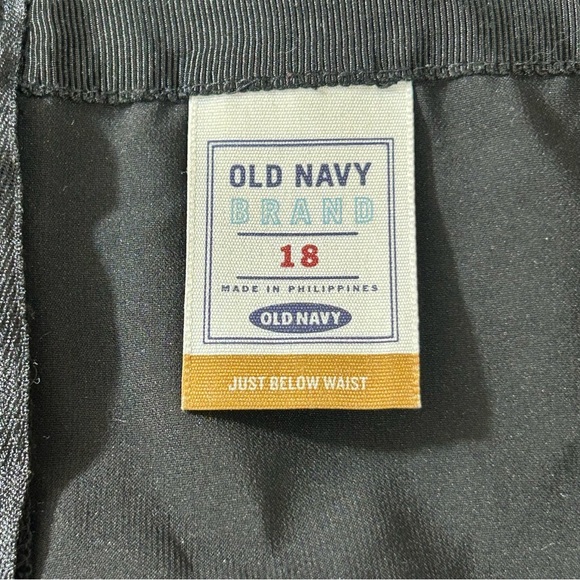 OLD NAVY
BRAND
18
MADE IN PHILIPPINES
OLD NAVY
JUST BELOW WAIST